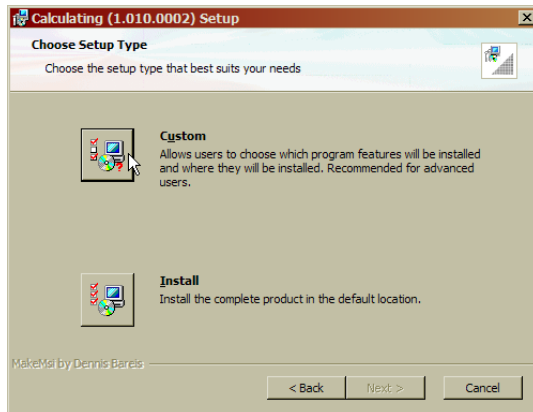 Calculating (1.010.0002) Setup
Choose Setup Type
Choose the setup type that best suits your needs
Custom
Allows users to choose which program features will be installed
and where they will be installed. Recommended for advanced
users.
Install
Install the complete product in the default location.
MakeMsi by Dennis Bareis
< Back
Next >
Cancel